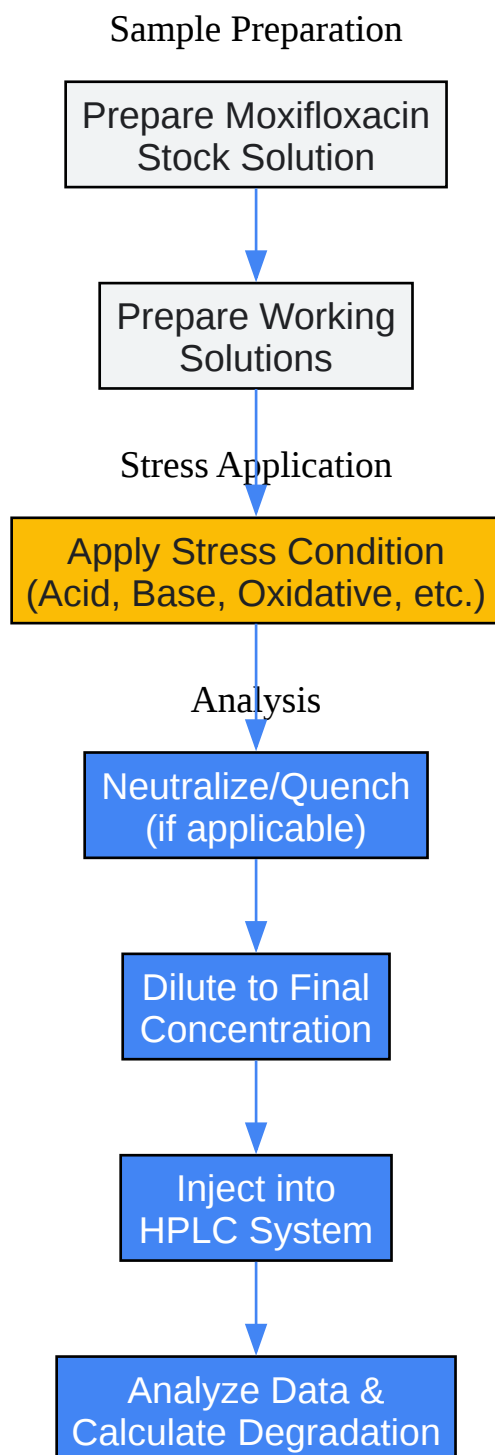 Sample Preparation
Prepare Moxifloxacin
Stock Solution
Prepare Working
Solutions
Stress Application
Apply Stress Condition
(Acid, Base, Oxidative, etc.)
Analysis
Neutralize/Quench
(if applicable)
Dilute to Final
Concentration
Inject into
HPLC System
Analyze Data &
Calculate Degradation